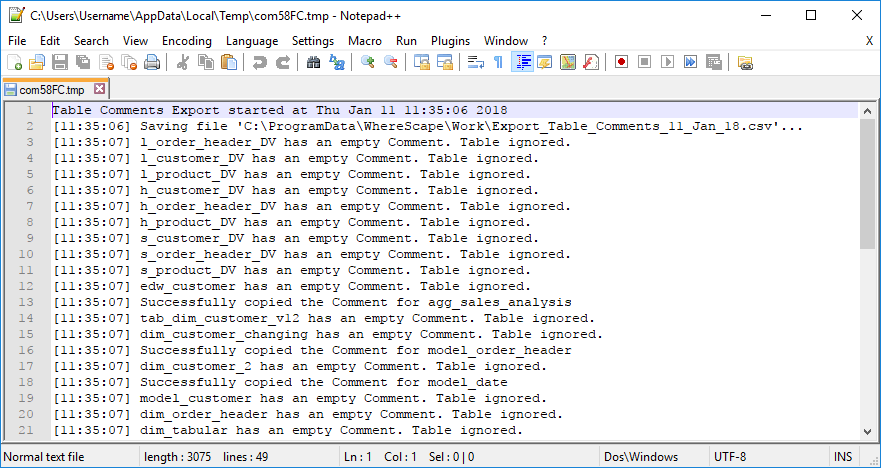 C:\Users\Username\AppData\Local\Temp\com58FC.tmp - Notepad++
File Edit Search View Encoding Language Settings Macro Run Plugins Window ? X
com58FC.tmp
1 Table Comments Export started at Thu Jan 11 11:35:06 2018
2 [11:35:06] Saving file 'C:\ProgramData\WhereScape\Work\Export_Table_Comments_11_Jan_18.csv'...
3 [11:35:07] l_order_header_DV has an empty Comment. Table ignored.
4 [11:35:07] l_customer_DV has an empty Comment. Table ignored.
5 [11:35:07] l_product_DV has an empty Comment. Table ignored.
6 [11:35:07] h_customer_DV has an empty Comment. Table ignored.
7 [11:35:07] h_order_header_DV has an empty Comment. Table ignored.
8 [11:35:07] h_product_DV has an empty Comment. Table ignored.
9 [11:35:07] s_customer_DV has an empty Comment. Table ignored.
10 [11:35:07] s_order_header_DV has an empty Comment. Table ignored.
11 [11:35:07] s_product_DV has an empty Comment. Table ignored.
12 [11:35:07] edw_customer has an empty Comment. Table ignored.
13 [11:35:07] Successfully copied the Comment for agg_sales_analysis
14 [11:35:07] tab_dim_customer_v12 has an empty Comment. Table ignored.
15 [11:35:07] dim_customer_changing has an empty Comment. Table ignored.
16 [11:35:07] Successfully copied the Comment for model_order_header
17 [11:35:07] dim_customer_2 has an empty Comment. Table ignored.
18 [11:35:07] Successfully copied the Comment for model_date
19 [11:35:07] model_customer has an empty Comment. Table ignored.
20 [11:35:07] dim_order_header has an empty Comment. Table ignored.
21 [11:35:07] dim_tabular has an empty Comment. Table ignored.
Normal text file length : 3075 lines : 49 Ln : 1 Col : 1 Sel : 0 | 0 Dos\Windows UTF-8 INS